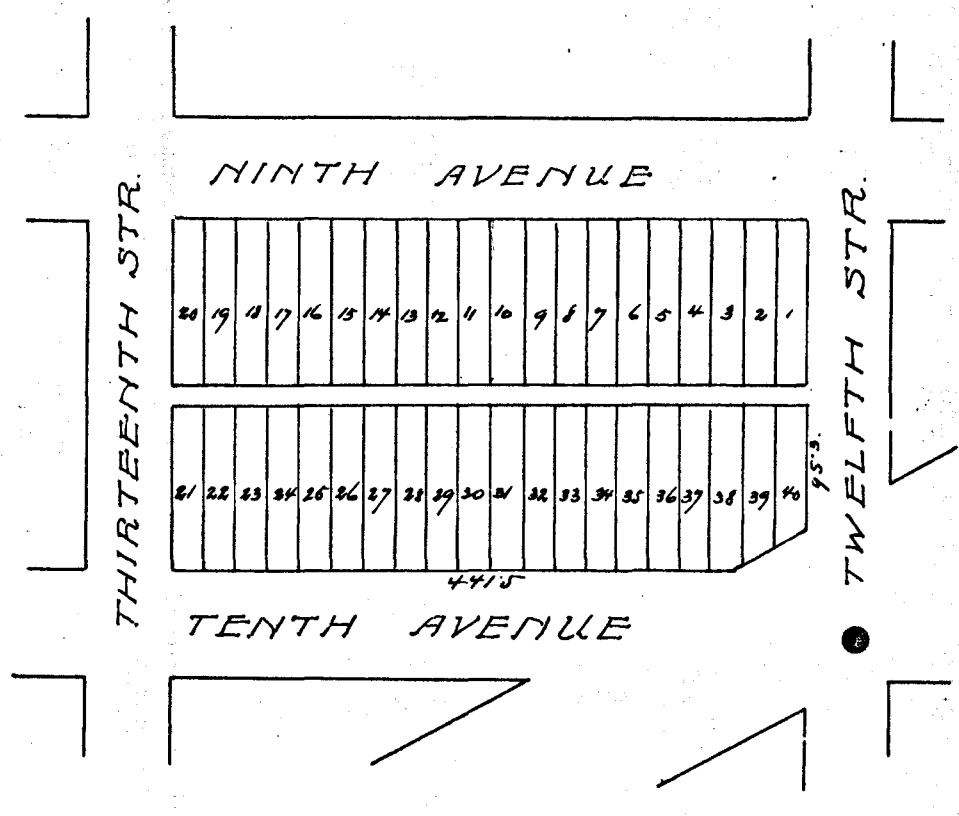 NINTH AVENUE
THIRTEENTH STR.
TWELFTH STR.
20 19 18 17 16 15 14 13 12 11 10 9 8 7 6 5 4 3 2 1
21 22 23 24 25 26 27 28 29 30 31 32 33 34 35 36 37 38 39 40
95.3.
441.5
TENTH AVENUE